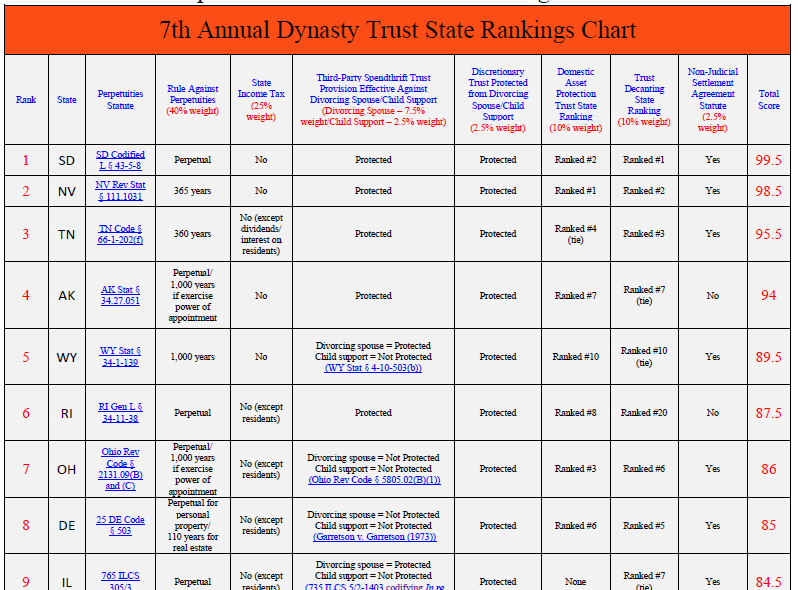 7th Annual Dynasty Trust State Rankings Chart
Rank
State
Perpetuities
Statute
Rule Against
Perpetuities
(40% weight)
State
Income Tax
(25%
weight)
Third-Party Spendthrift Trust
Provision Effective Against
Divorcing Spouse/Child Support
(Divorcing Spouse – 7.5%
weight/Child Support – 2.5% weight)
Discretionary
Trust Protected
from Divorcing
Spouse/Child
Support
(2.5% weight)
Domestic
Asset
Protection
Trust State
Ranking
(10% weight)
Trust
Decanting
State
Ranking
(10% weight)
Non-Judicial
Settlement
Agreement
Statute
(2.5%
weight)
Total
Score
1
SD
SD Codified
L § 43-5-8
Perpetual
No
Protected
Protected
Ranked #2
Ranked #1
Yes
99.5
2
NV
NV Rev Stat
§ 111.1031
365 years
No
Protected
Protected
Ranked #1
Ranked #2
Yes
98.5
3
TN
TN Code §
66-1-202(f)
360 years
No (except
dividends/
interest on
residents)
Protected
Protected
Ranked #4
(tie)
Ranked #3
Yes
95.5
4
AK
AK Stat §
34.27.051
Perpetual/
1,000 years
if exercise
power of
appointment
No
Protected
Protected
Ranked #7
Ranked #7
(tie)
No
94
5
WY
WY Stat §
34-1-139
1,000 years
No
Divorcing spouse = Protected
Child support = Not Protected
(WY Stat § 4-10-503(b))
Protected
Ranked #10
Ranked #10
(tie)
Yes
89.5
6
RI
RI Gen L §
34-11-38
Perpetual
No (except
residents)
Protected
Protected
Ranked #8
Ranked #20
No
87.5
7
OH
Ohio Rev
Code §
2131.09(B)
and (C)
Perpetual/
1,000 years
if exercise
power of
appointment
No (except
residents)
Divorcing spouse = Not Protected
Child support = Not Protected
(Ohio Rev Code § 5805.02(B)(1))
Protected
Ranked #3
Ranked #6
Yes
86
8
DE
25 DE Code
§ 503
Perpetual for
personal
property/
110 years for
real estate
No (except
residents)
Divorcing spouse = Not Protected
Child support = Not Protected
(Garretson v. Garretson (1973))
Protected
Ranked #6
Ranked #5
Yes
85
9
IL
765 ILCS
305/3
Perpetual
No (except
residents)
Divorcing spouse = Not Protected
Child support = Not Protected
(735 ILCS 5/2-1403 codifying In re
Protected
None
Ranked #7
(tie)
Yes
84.5